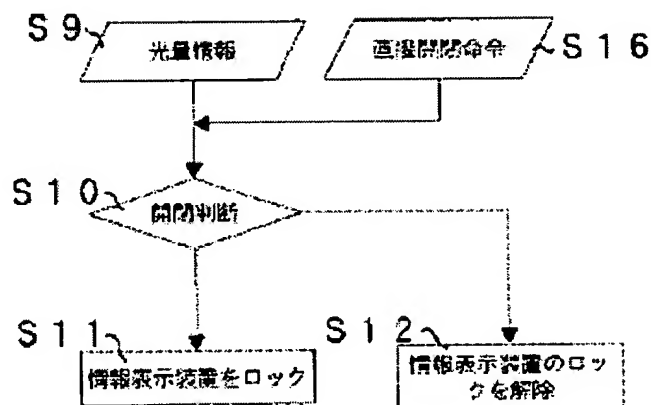 S9
光量情報
直接開閉命令
S16
S10
開閉判断
S11
情報表示装置をロック
S12
情報表示装置のロッ
クを解除